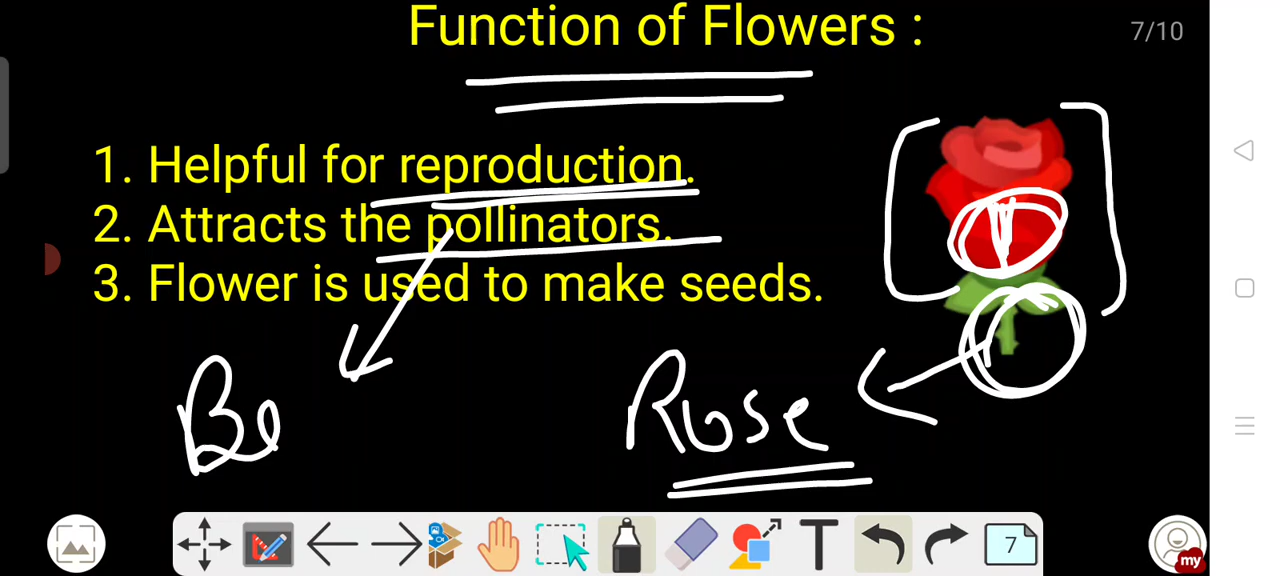 Function of Flowers :
7/10
1. Helpful for reproduction.
2. Attracts the pollinators.
3. Flower is used to make seeds.
Be
Rose
T
7
my